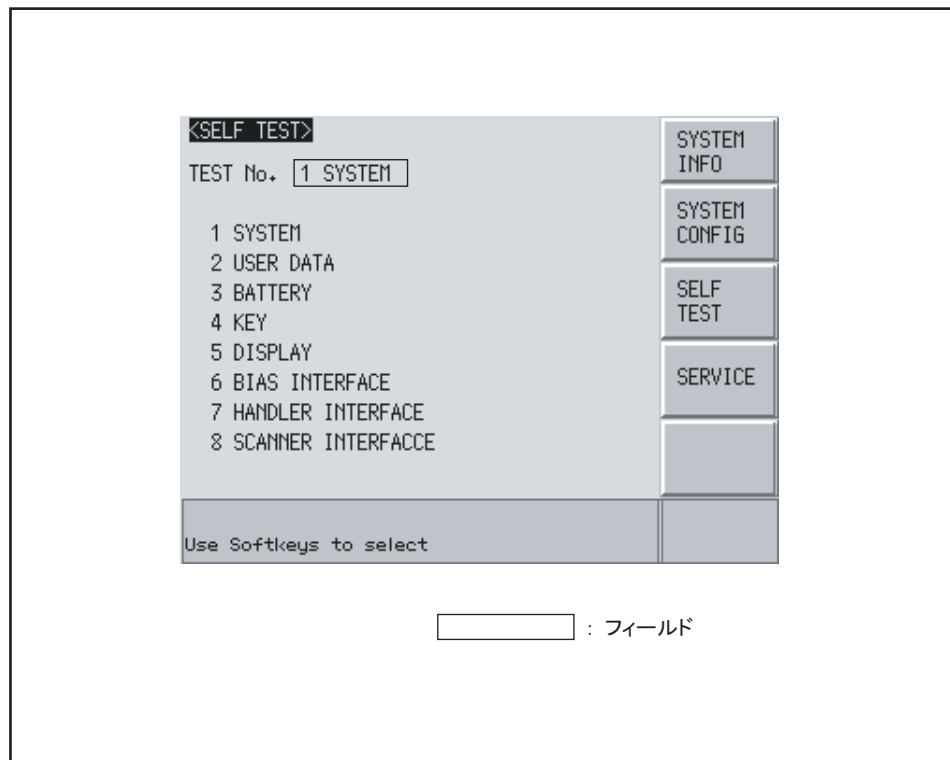 <SELF TEST>
TEST No. 1 SYSTEM
1 SYSTEM
2 USER DATA
3 BATTERY
4 KEY
5 DISPLAY
6 BIAS INTERFACE
7 HANDLER INTERFACE
8 SCANNER INTERFACCE
Use Softkeys to select
SYSTEM
INFO
SYSTEM
CONFIG
SELF
TEST
SERVICE
: フィールド